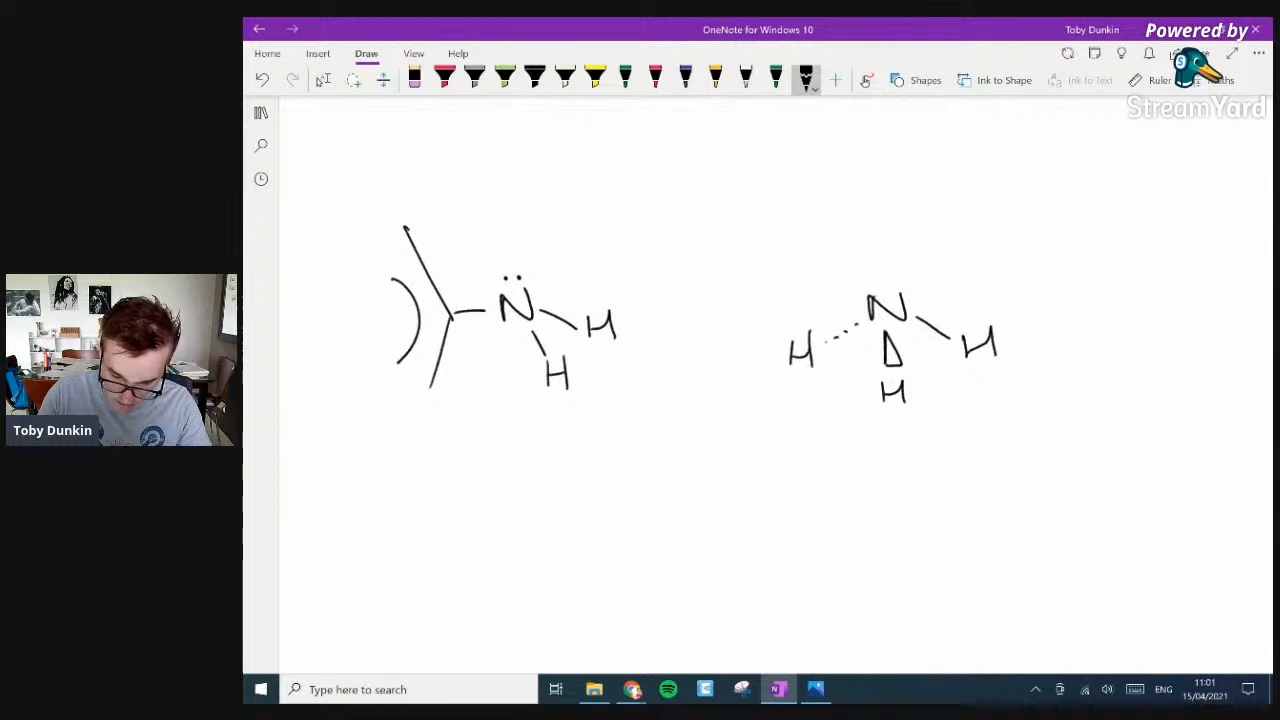 OneNote for Windows 10
Toby Dunkin
Powered by
StreamYard
Home Insert Draw View Help
Shapes Ink to Shape Ink to Text Ruler
N H
H
N
H H
H
Toby Dunkin
Type here to search
ENG
11:01
15/04/2021